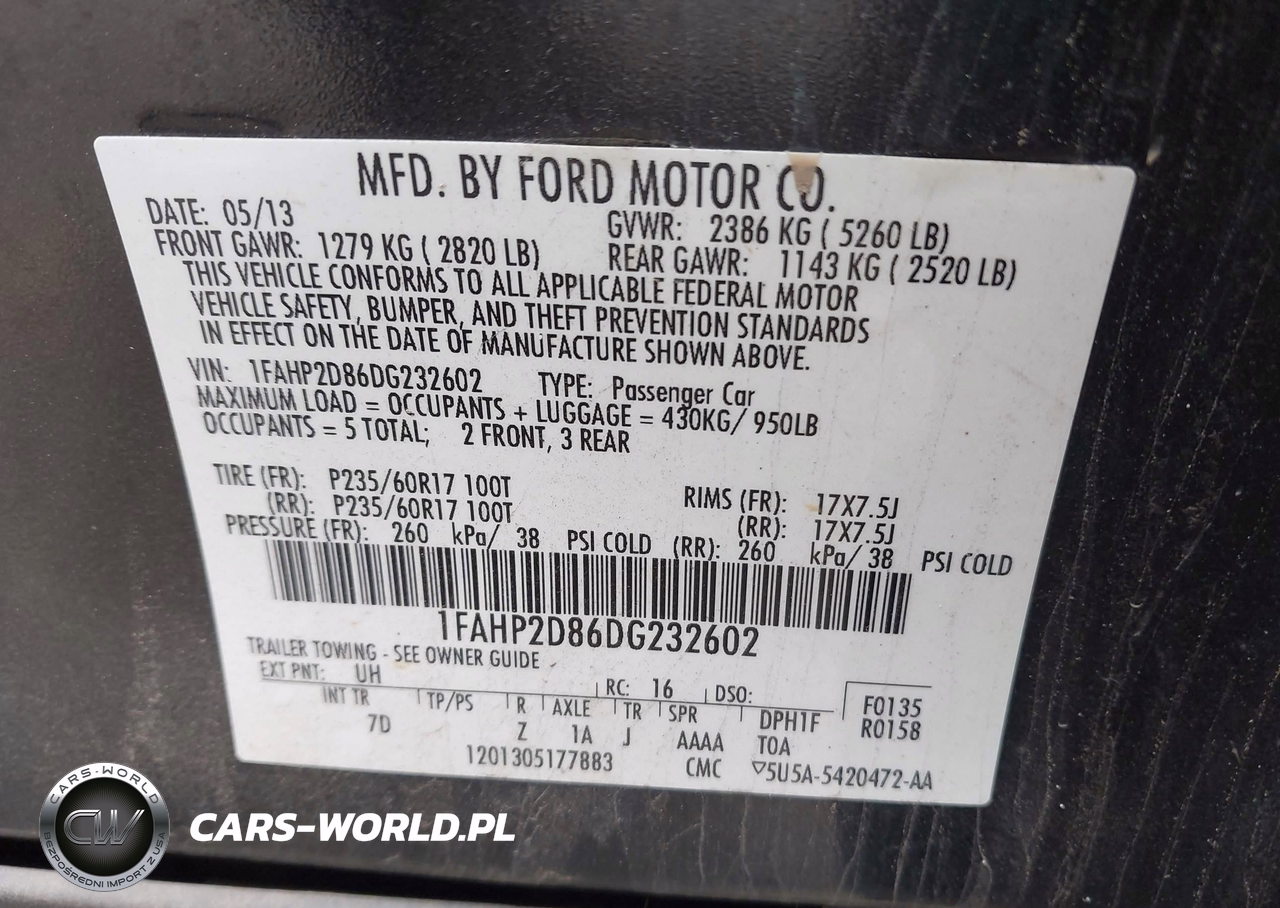 MFD. BY FORD MOTOR CO.
DATE: 05/13 GVWR: 2386 KG ( 5260 LB)
FRONT GAWR: 1279 KG ( 2820 LB) REAR GAWR: 1143 KG ( 2520 LB)
THIS VEHICLE CONFORMS TO ALL APPLICABLE FEDERAL MOTOR
VEHICLE SAFETY, BUMPER, AND THEFT PREVENTION STANDARDS
IN EFFECT ON THE DATE OF MANUFACTURE SHOWN ABOVE.
VIN: 1FAHP2D86DG232602 TYPE: Passenger Car
MAXIMUM LOAD = OCCUPANTS + LUGGAGE = 430KG/ 950LB
OCCUPANTS = 5 TOTAL; 2 FRONT, 3 REAR
TIRE (FR): P235/60R17 100T RIMS (FR): 17X7.5J
(RR): P235/60R17 100T (RR): 17X7.5J
PRESSURE (FR): 260 kPa/ 38 PSI COLD (RR): 260 kPa/ 38 PSI COLD
1FAHP2D86DG232602
TRAILER TOWING - SEE OWNER GUIDE
EXT PNT: UH RC: 16 DSO: F0135
INT TR TP/PS R AXLE TR SPR DPH1F R0158
7D Z 1A J AAAA TOA
1201305177883 CMC ▽5U5A-5420472-AA
CARS-WORLD
CW
BEZPOŚREDNI IMPORT Z USA
CARS-WORLD.PL